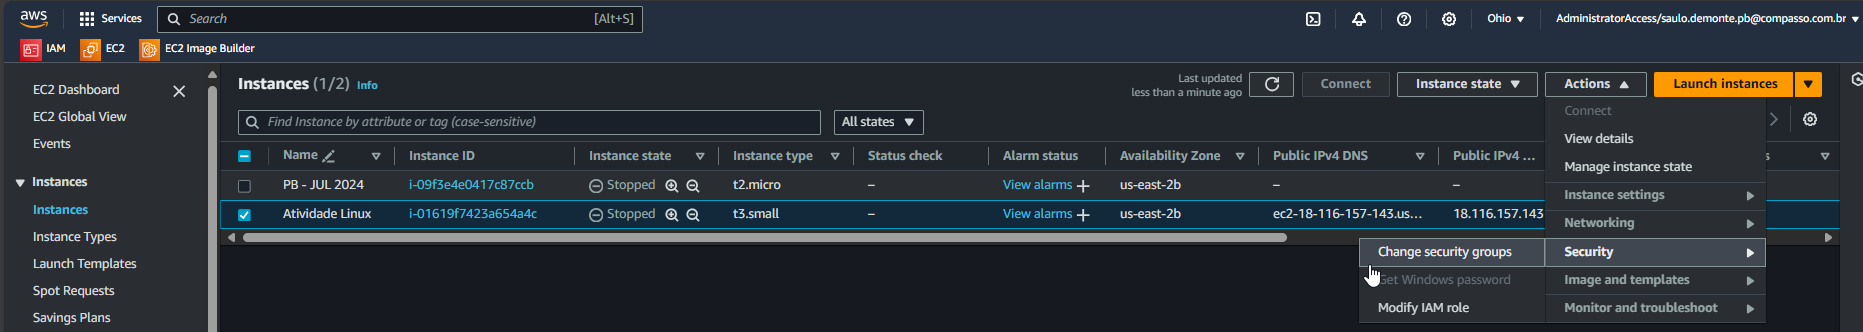 aws Services Search [Alt+S] Ohio AdministratorAccess/saulo.demonte.pb@compasso.com.br
IAM EC2 EC2 Image Builder
EC2 Dashboard
EC2 Global View
Events
Instances
Instances
Instance Types
Launch Templates
Spot Requests
Savings Plans
Instances (1/2) Info
Last updated
less than a minute ago
Connect Instance state Actions Launch instances
Find Instance by attribute or tag (case-sensitive) All states
Name Instance ID Instance state Instance type Status check Alarm status Availability Zone Public IPv4 DNS Public IPv4 ...
PB - JUL 2024 i-09f3e4e0417c87ccb Stopped t2.micro – View alarms + us-east-2b – –
Atividade Linux i-01619f7423a654a4c Stopped t3.small – View alarms + us-east-2b ec2-18-116-157-143.us... 18.116.157.143
Connect
View details
Manage instance state
Instance settings
Networking
Security
Image and templates
Monitor and troubleshoot
Change security groups
Get Windows password
Modify IAM role